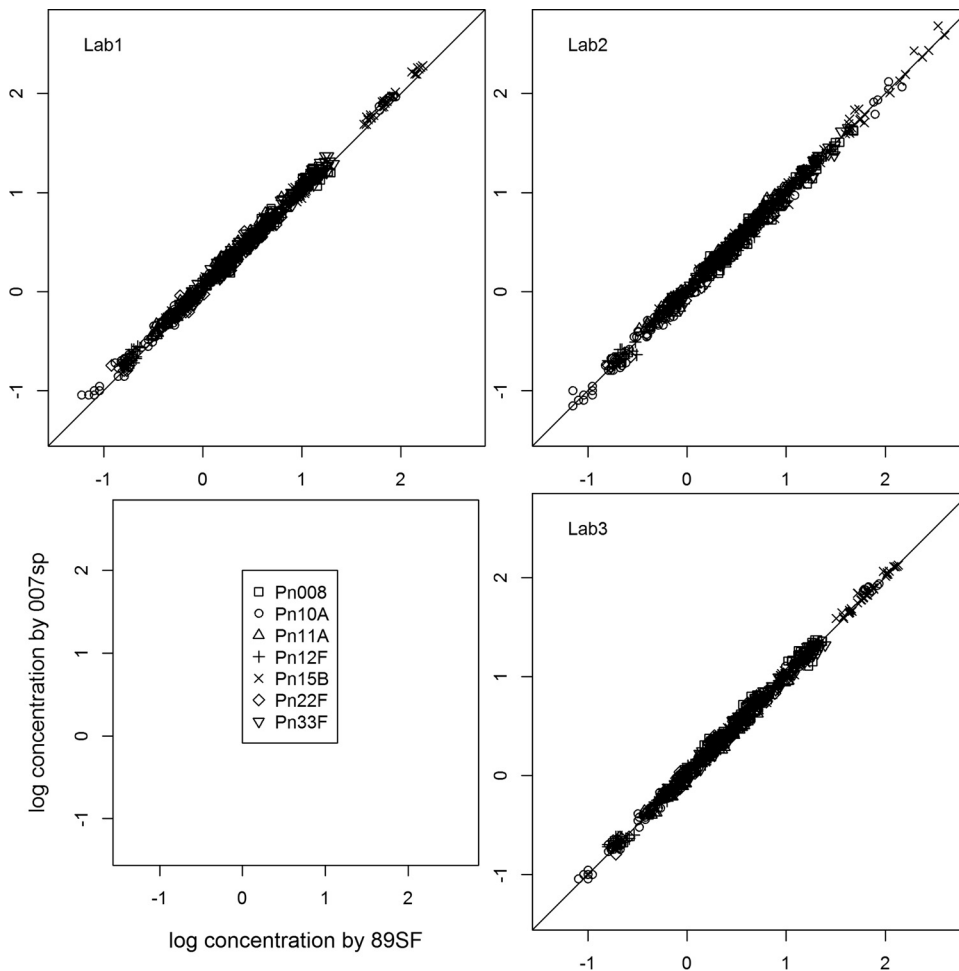 Lab1
2
1
0
-1
-1 0 1 2
Lab2
2
1
0
-1
-1 0 1 2
log concentration by 007sp
2
1
0
-1
Pn008
Pn10A
Pn11A
Pn12F
Pn15B
Pn22F
Pn33F
-1 0 1 2
log concentration by 89SF
Lab3
2
1
0
-1
-1 0 1 2